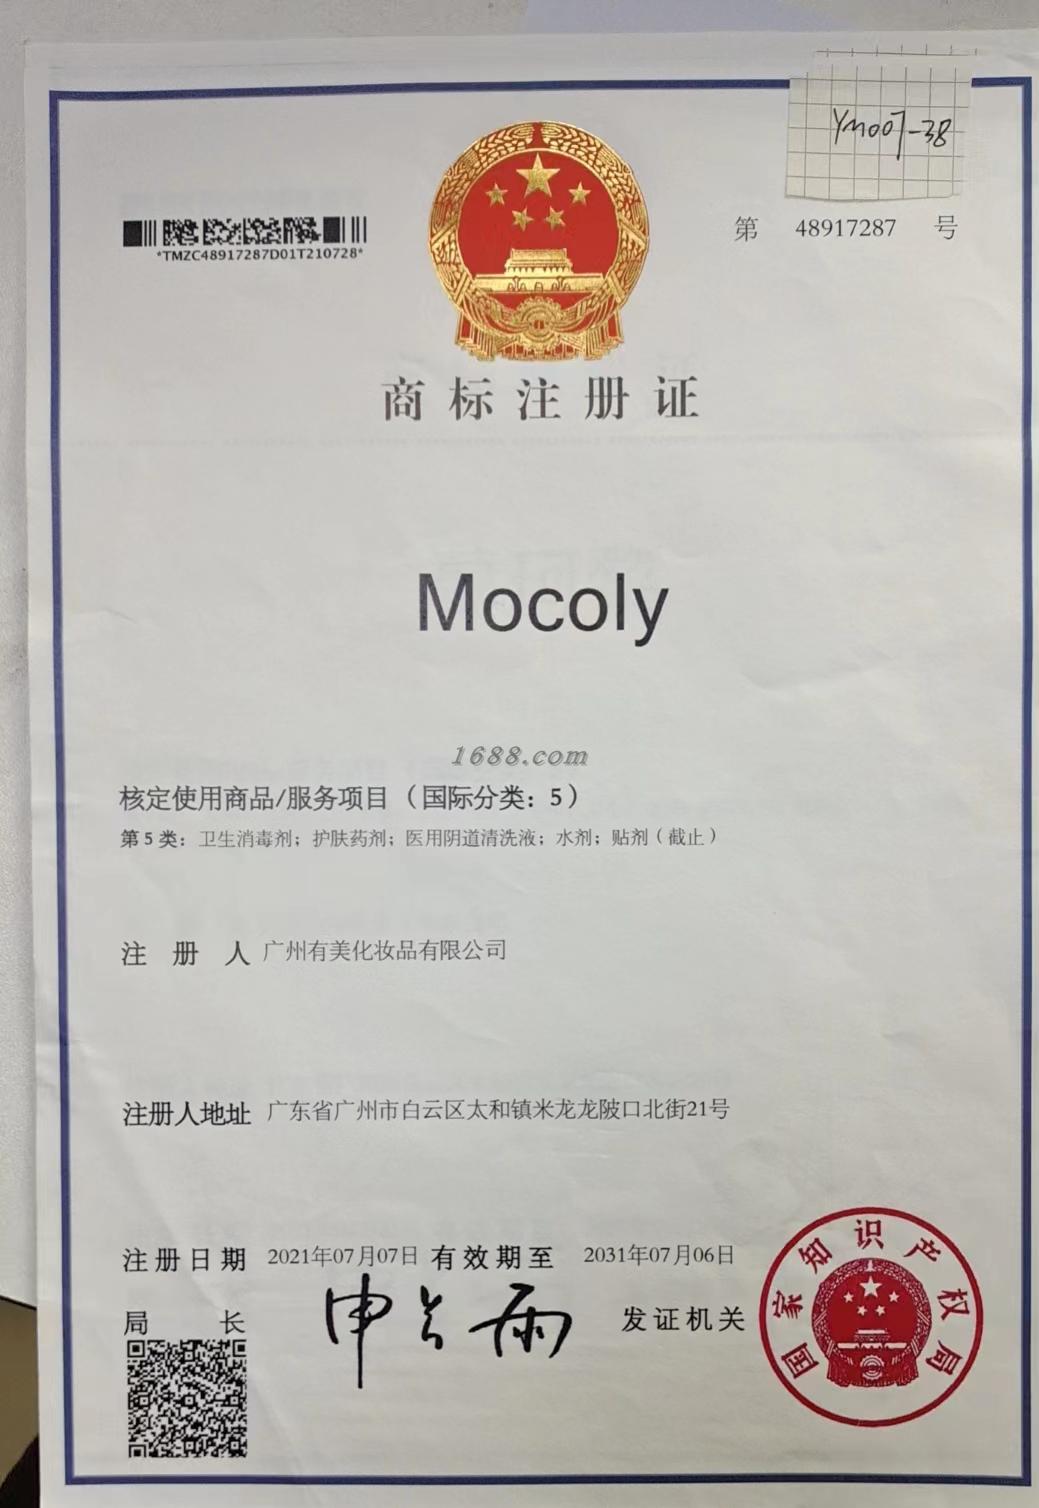 YM007-38
*TMZC48917287D01T210728*
第 48917287 号
商标注册证
Mocoly
1688.com
核定使用商品/服务项目（国际分类：5）
第5类：卫生消毒剂；护肤药剂；医用阴道清洗液；水剂；贴剂（截止）
注 册 人 广州有美化妆品有限公司
注册人地址 广东省广州市白云区太和镇米龙龙陂口北街21号
注册日期 2021年07月07日 有效期至 2031年07月06日
局 长 申长雨 发证机关
国家知识产权局